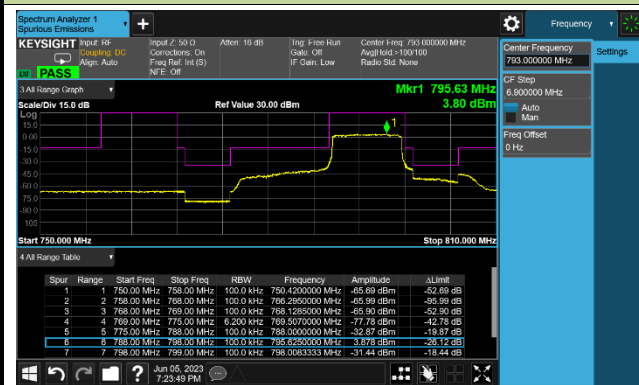 Spectrum Analyzer 1
Spurious Emissions
Frequency
KEYSIGHT Input: RF
Coupling: DC
Align: Auto
Input Z: 50 Ω
Corrections: On
Freq Ref: Int (S)
NFE: Off
Atten: 16 dB
Trig: Free Run
Gate: Off
IF Gain: Low
Center Freq: 793.000000 MHz
Avg|Hold:>100/100
Radio Std: None
PASS
Center Frequency
793.000000 MHz
Settings
CF Step
6.900000 MHz
Auto
Man
Freq Offset
0 Hz
3 All Range Graph
Mkr1 795.63 MHz
3.80 dBm
Scale/Div 15.0 dB
Ref Value 30.00 dBm
Log
15.0
0.00
-15.0
-30.0
-45.0
-60.0
-75.0
-90.0
-105
1
Start 750.000 MHz
Stop 810.000 MHz
4 All Range Table
Spur Range Start Freq Stop Freq RBW Frequency Amplitude ΔLimit
1 1 750.00 MHz 758.00 MHz 100.0 kHz 750.4200000 MHz -65.69 dBm -52.69 dB
2 2 758.00 MHz 768.00 MHz 100.0 kHz 766.2950000 MHz -65.99 dBm -95.99 dB
3 3 768.00 MHz 769.00 MHz 100.0 kHz 768.1285000 MHz -65.90 dBm -52.90 dB
4 4 769.00 MHz 775.00 MHz 6.200 kHz 769.5070000 MHz -77.78 dBm -42.78 dB
5 5 775.00 MHz 788.00 MHz 100.0 kHz 788.0000000 MHz -32.87 dBm -19.87 dB
6 6 788.00 MHz 798.00 MHz 100.0 kHz 795.6250000 MHz 3.878 dBm -26.12 dB
7 7 798.00 MHz 799.00 MHz 100.0 kHz 798.0083333 MHz -31.44 dBm -18.44 dB
Jun 05, 2023
7:23:49 PM